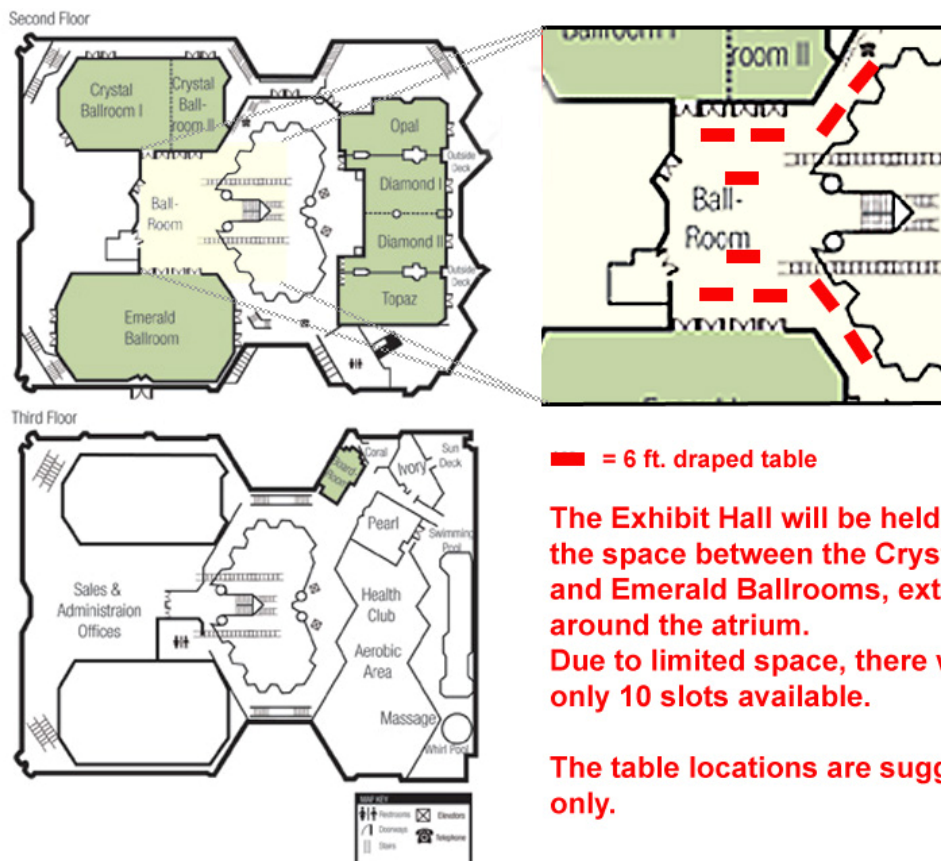 Second Floor
Crystal
Ballroom I
Crystal
Ball-
room II
Opal
Outside
Deck
Diamond I
Ball-
Room
Diamond II
Outside
Deck
Topaz
Emerald
Ballroom
Ballroom I
room II
Ball-
Room
Third Floor
Coral
Board
Room
Ivory
Sun
Deck
Pearl
Swimming
Pool
Sales &
Administraion
Offices
Health
Club
Aerobic
Area
Massage
Whirl Pool
MAP KEY
Restrooms
Elevators
Doorways
Telephone
Stairs
= 6 ft. draped table
The Exhibit Hall will be held
the space between the Crys
and Emerald Ballrooms, ext
around the atrium.
Due to limited space, there w
only 10 slots available.
The table locations are sugg
only.